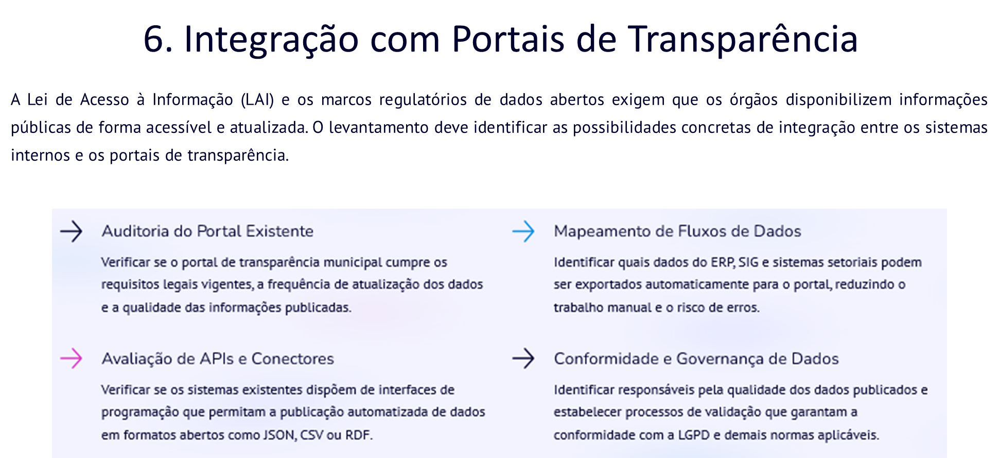 6. Integração com Portais de Transparência
A Lei de Acesso à Informação (LAI) e os marcos regulatórios de dados abertos exigem que os órgãos disponibilizem informações
públicas de forma acessível e atualizada. O levantamento deve identificar as possibilidades concretas de integração entre os sistemas
internos e os portais de transparência.
Auditoria do Portal Existente
Verificar se o portal de transparência municipal cumpre os
requisitos legais vigentes, a frequência de atualização dos dados
e a qualidade das informações publicadas.
Mapeamento de Fluxos de Dados
Identificar quais dados do ERP, SIG e sistemas setoriais podem
ser exportados automaticamente para o portal, reduzindo o
trabalho manual e o risco de erros.
Avaliação de APIs e Conectores
Verificar se os sistemas existentes dispõem de interfaces de
programação que permitam a publicação automatizada de dados
em formatos abertos como JSON, CSV ou RDF.
Conformidade e Governança de Dados
Identificar responsáveis pela qualidade dos dados publicados e
estabelecer processos de validação que garantam a
conformidade com a LGPD e demais normas aplicáveis.